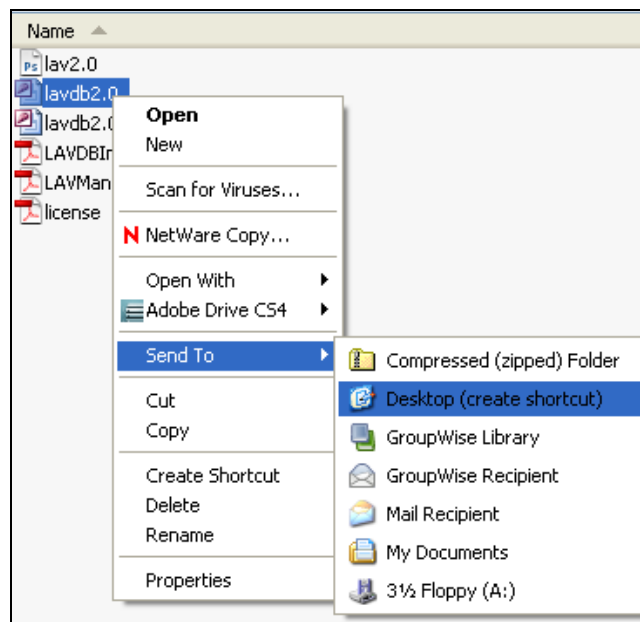 Name
lav2.0
lavdb2.0
lavdb2.0
LAVDBIn
LAVMan
license
Open
New
Scan for Viruses...
NetWare Copy...
Open With
Adobe Drive CS4
Send To
Cut
Copy
Create Shortcut
Delete
Rename
Properties
Compressed (zipped) Folder
Desktop (create shortcut)
GroupWise Library
GroupWise Recipient
Mail Recipient
My Documents
3½ Floppy (A:)